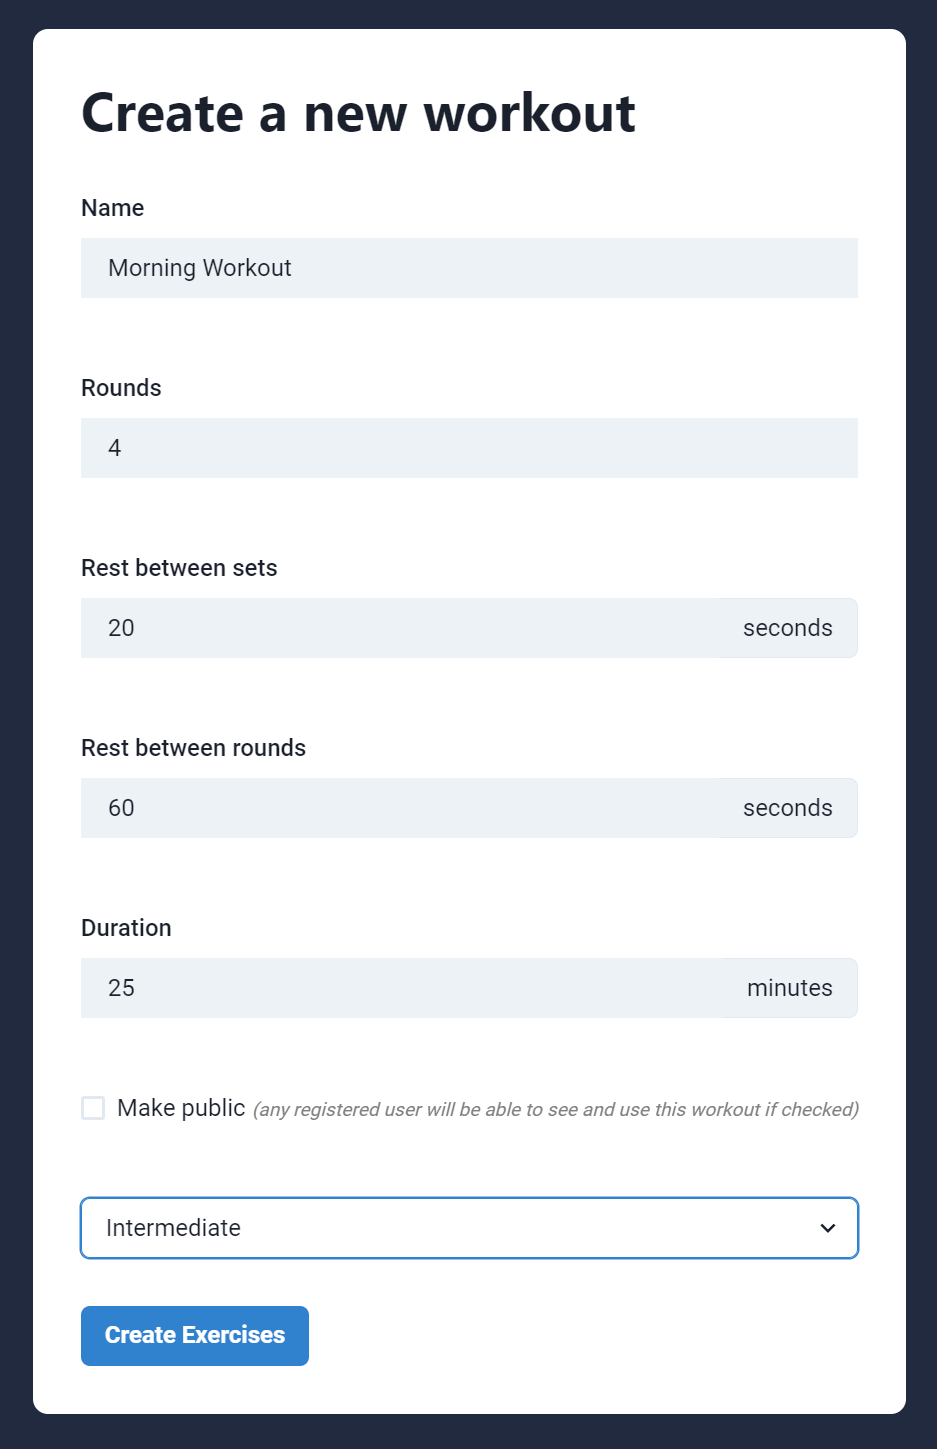 Create a new workout
Name
Morning Workout
Rounds
4
Rest between sets
20 seconds
Rest between rounds
60 seconds
Duration
25 minutes
Make public (any registered user will be able to see and use this workout if checked)
Intermediate
Create Exercises